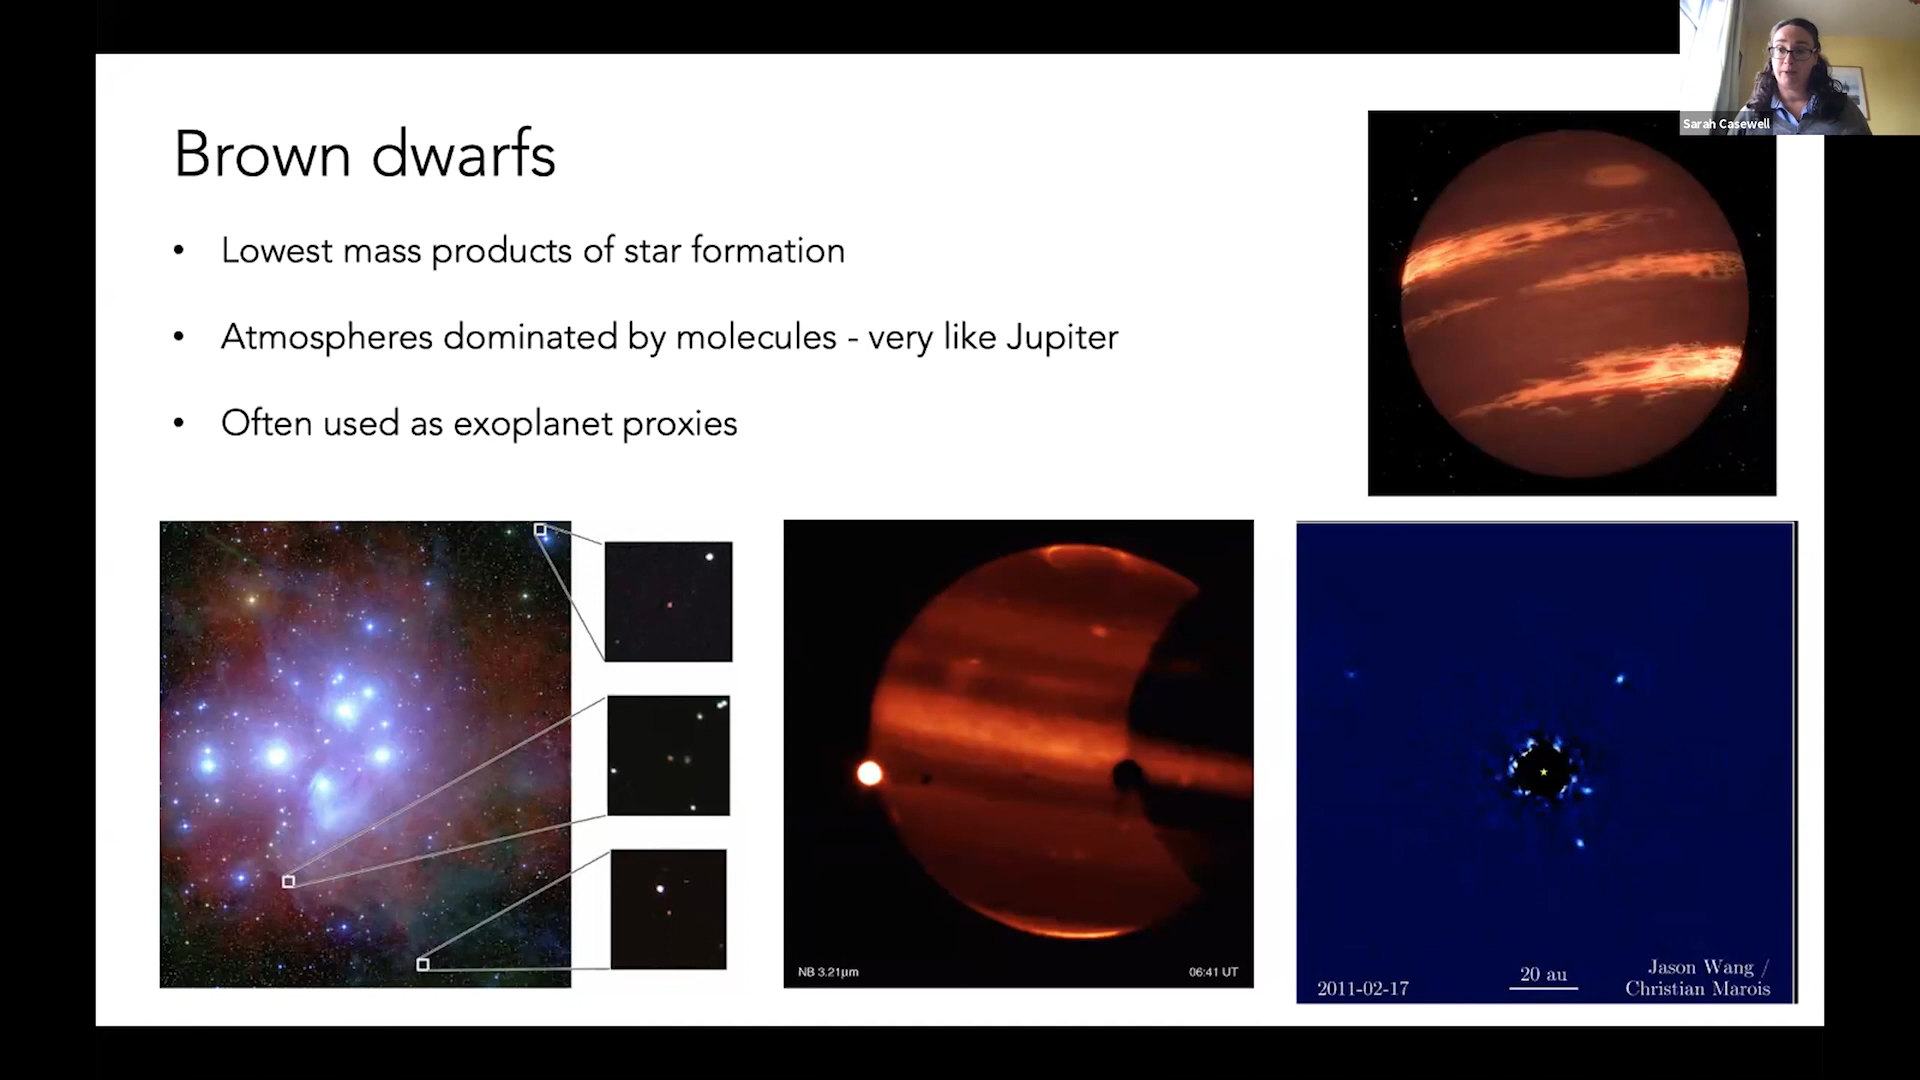 Sarah Casewell
Brown dwarfs
• Lowest mass products of star formation
• Atmospheres dominated by molecules - very like Jupiter
• Often used as exoplanet proxies
NB 3.21µm
06:41 UT
2011-02-17
20 au
Jason Wang /
Christian Marois